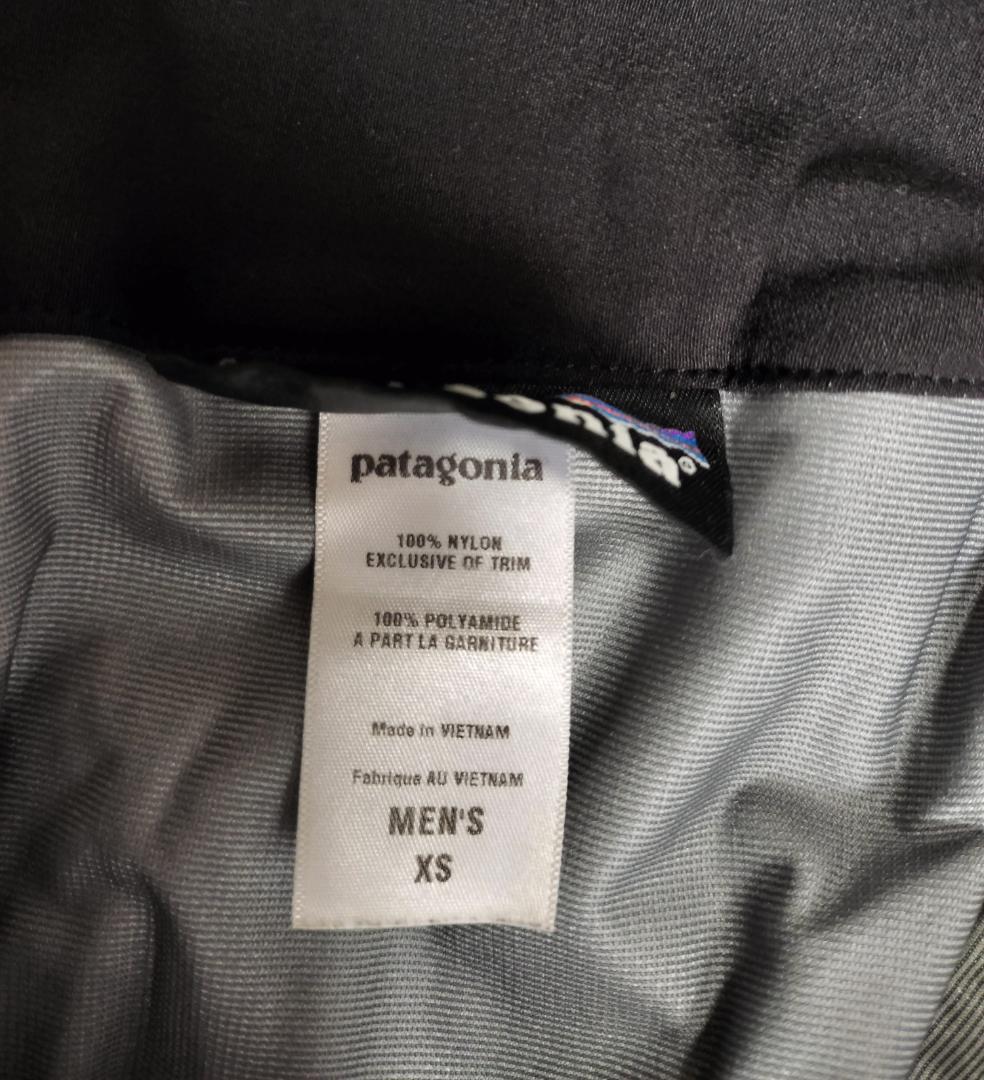 onia®
patagonia
100% NYLON
EXCLUSIVE OF TRIM
100% POLYAMIDE
A PART LA GARNITURE
Made in VIETNAM
Fabrique AU VIETNAM
MEN'S
XS